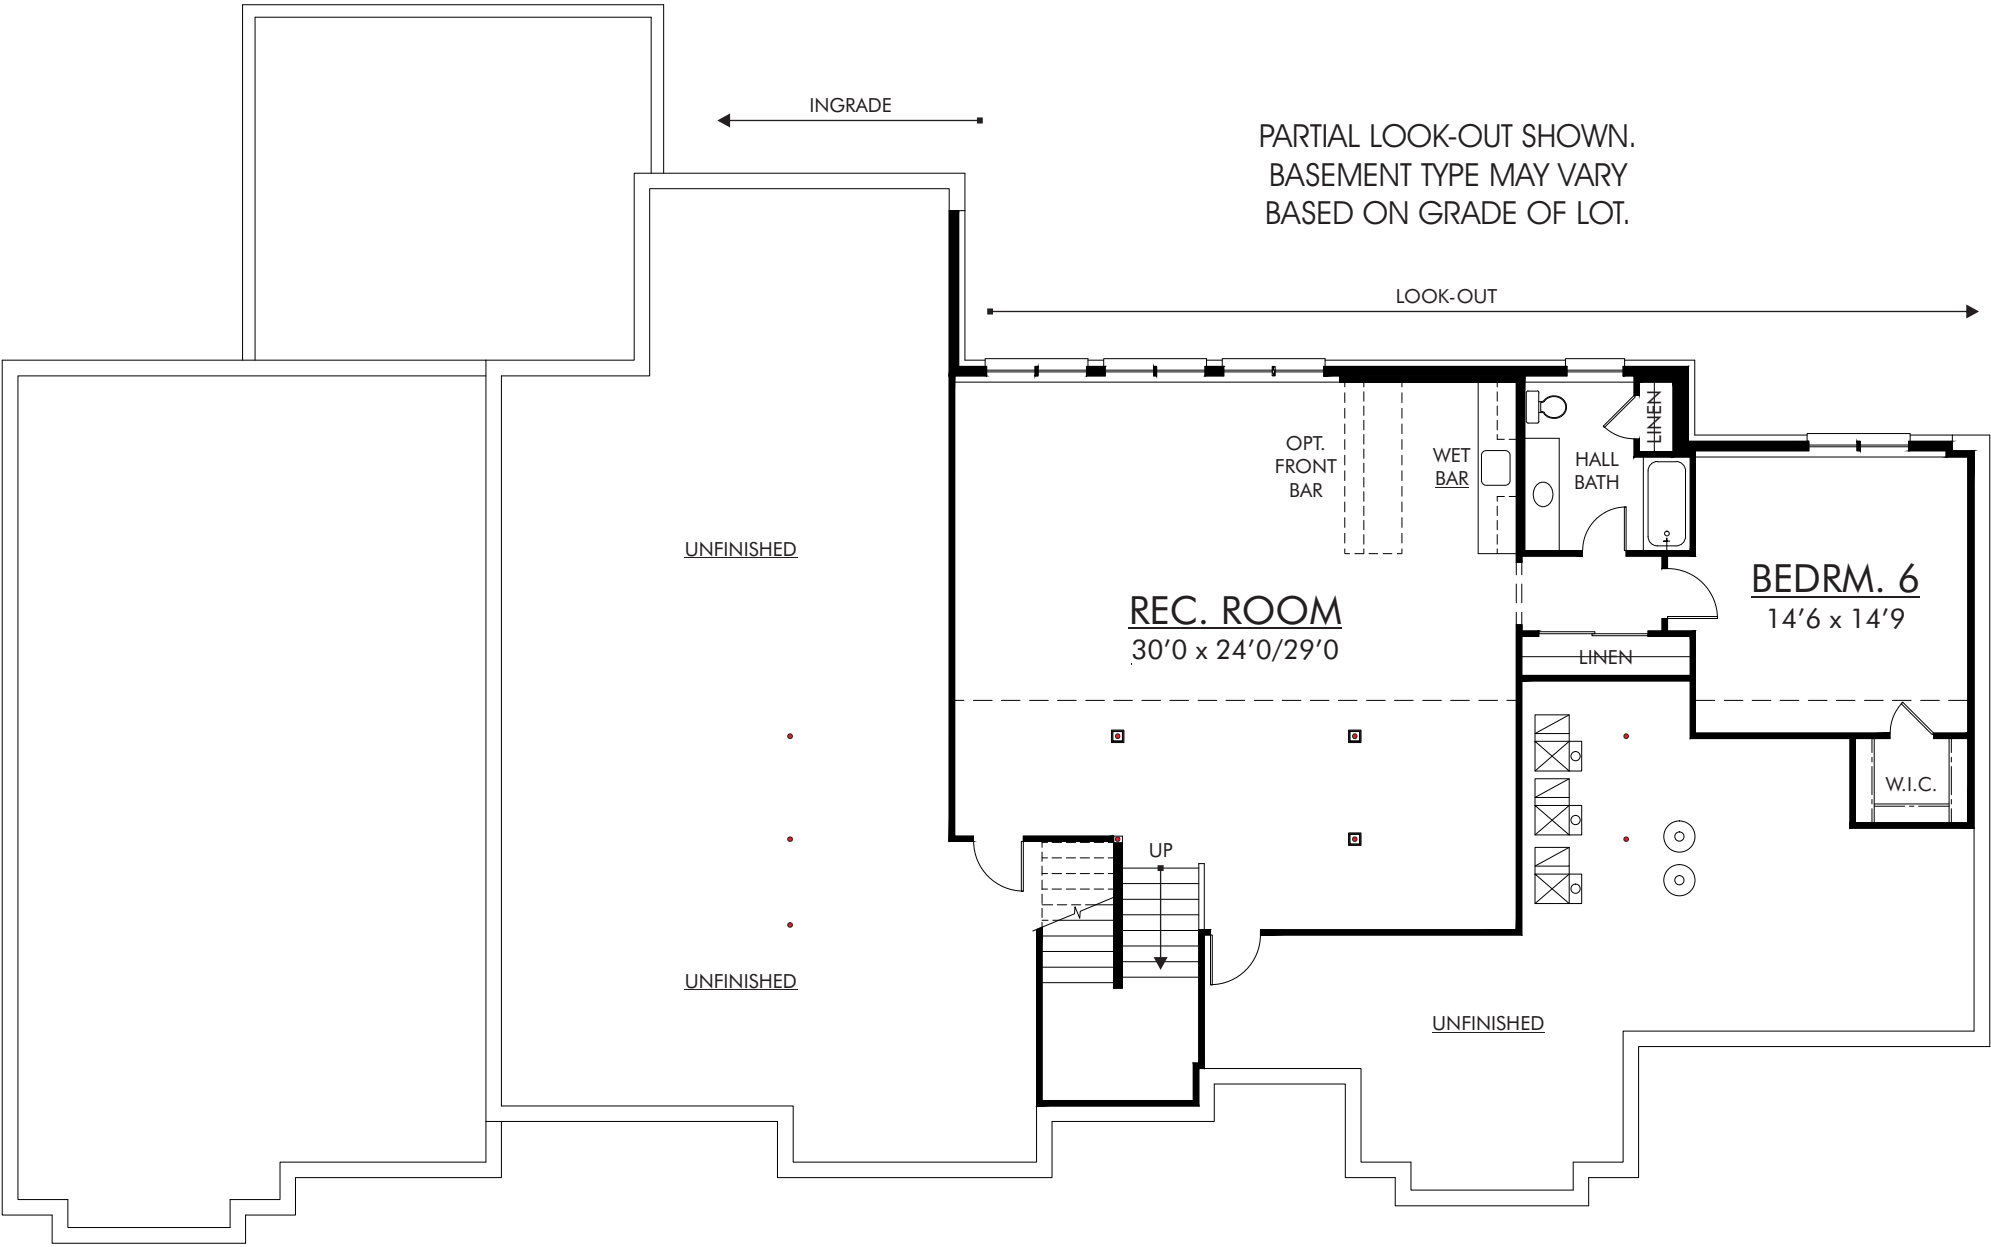 INGRADE
PARTIAL LOOK-OUT SHOWN.
BASEMENT TYPE MAY VARY
BASED ON GRADE OF LOT.
LOOK-OUT
LINEN
OPT.
FRONT
BAR
WET
BAR
HALL
BATH
UNFINISHED
REC. ROOM
30'0 x 24'0/29'0
BEDRM. 6
14'6 x 14'9
LINEN
W.I.C.
UP
UNFINISHED
UNFINISHED